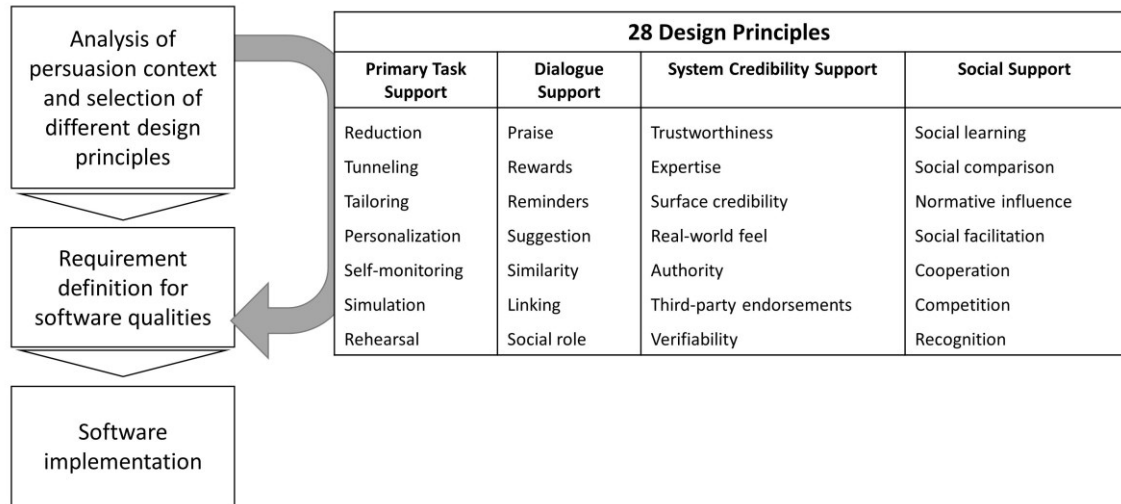 Analysis of
persuasion context
and selection of
different design
principles
Requirement
definition for
software qualities
Software
implementation
28 Design Principles
Primary Task
Support
Reduction
Tunneling
Tailoring
Personalization
Self-monitoring
Simulation
Rehearsal
Dialogue
Support
Praise
Rewards
Reminders
Suggestion
Similarity
Linking
Social role
System Credibility Support
Trustworthiness
Expertise
Surface credibility
Real-world feel
Authority
Third-party endorsements
Verifiability
Social Support
Social learning
Social comparison
Normative influence
Social facilitation
Cooperation
Competition
Recognition